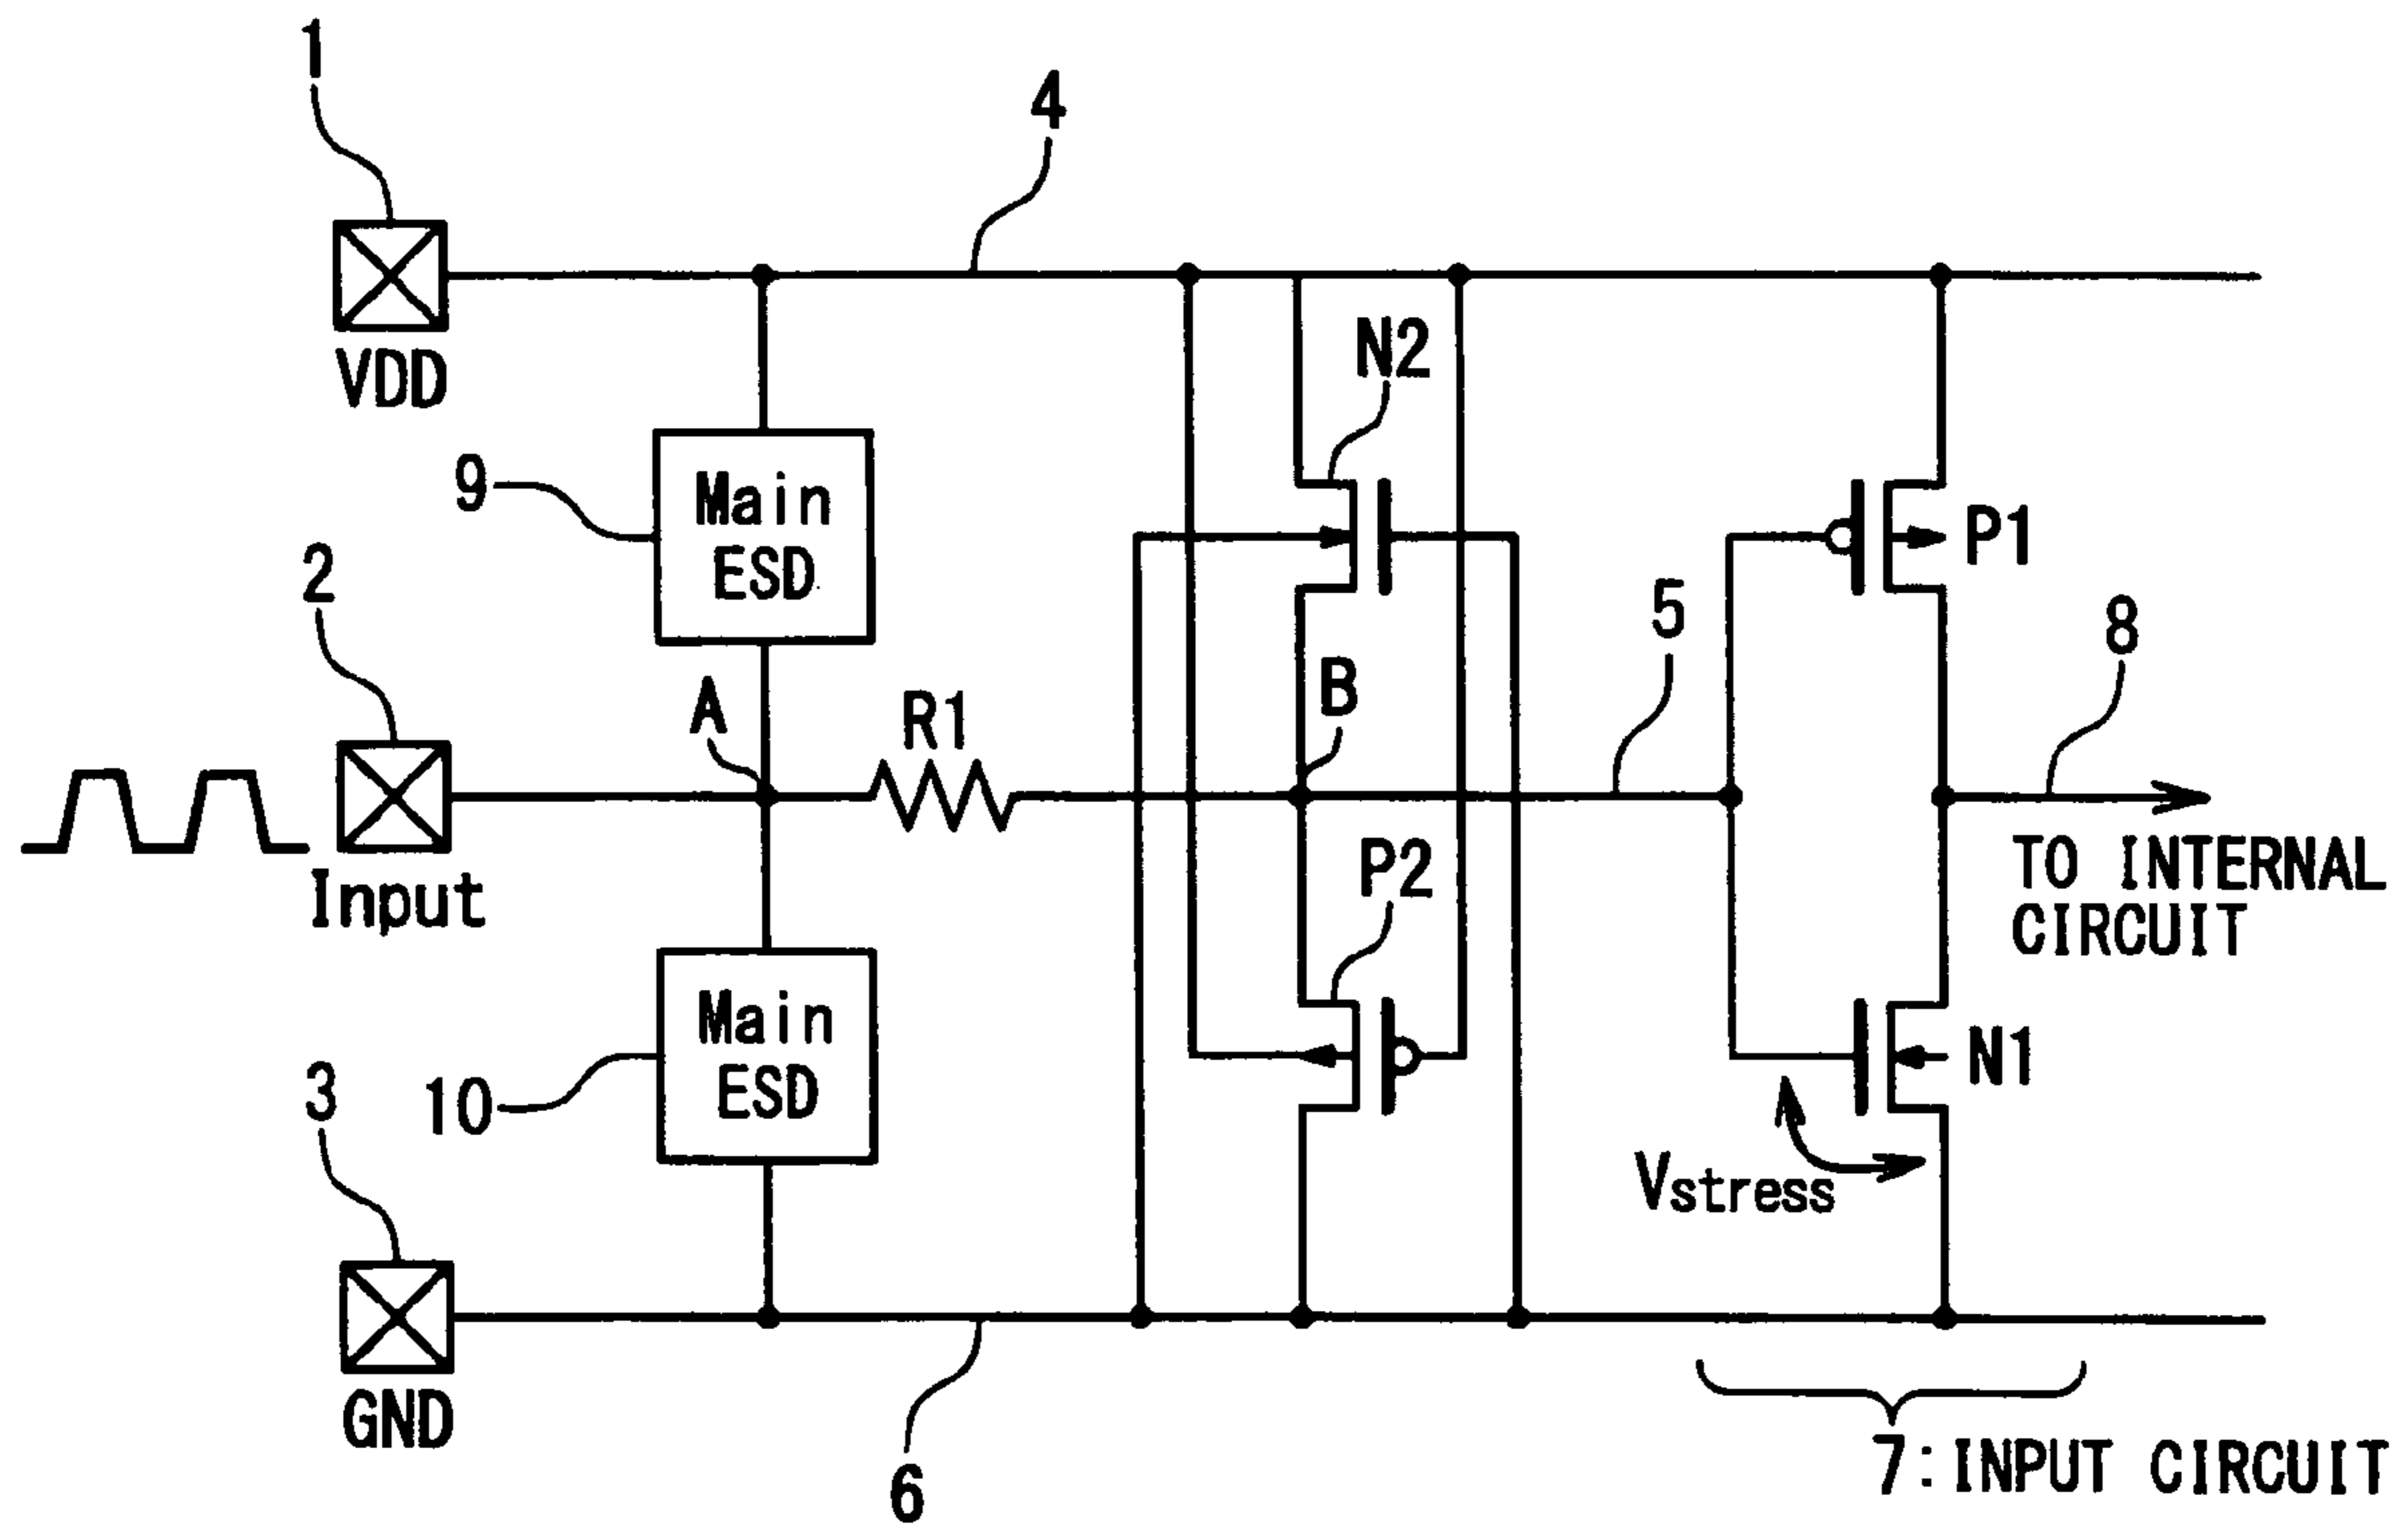 1
4
VDD
N2
9
Main
ESD
P1
2
5
8
A
R1
B
Input
P2
TO INTERNAL
CIRCUIT
3
10
Main
ESD
N1
Vstress
GND
6
7:INPUT CIRCUIT